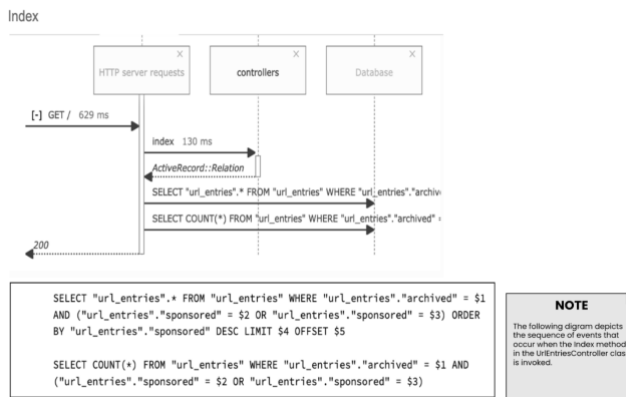 Index
X
X
X
HTTP server requests
controllers
Database
[-] GET / 629 ms
index 130 ms
ActiveRecord::Relation
SELECT "url_entries".* FROM "url_entries" WHERE "url_entries"."archiv
SELECT COUNT(*) FROM "url_entries" WHERE "url_entries"."archived" =
200
SELECT "url_entries".* FROM "url_entries" WHERE "url_entries"."archived" = $1
AND ("url_entries"."sponsored" = $2 OR "url_entries"."sponsored" = $3) ORDER
BY "url_entries"."sponsored" DESC LIMIT $4 OFFSET $5
SELECT COUNT(*) FROM "url_entries" WHERE "url_entries"."archived" = $1 AND
("url_entries"."sponsored" = $2 OR "url_entries"."sponsored" = $3)
NOTE
The following digram depicts
the sequence of events that
occur when the Index method
in the UrlEntriesController clas
is invoked.